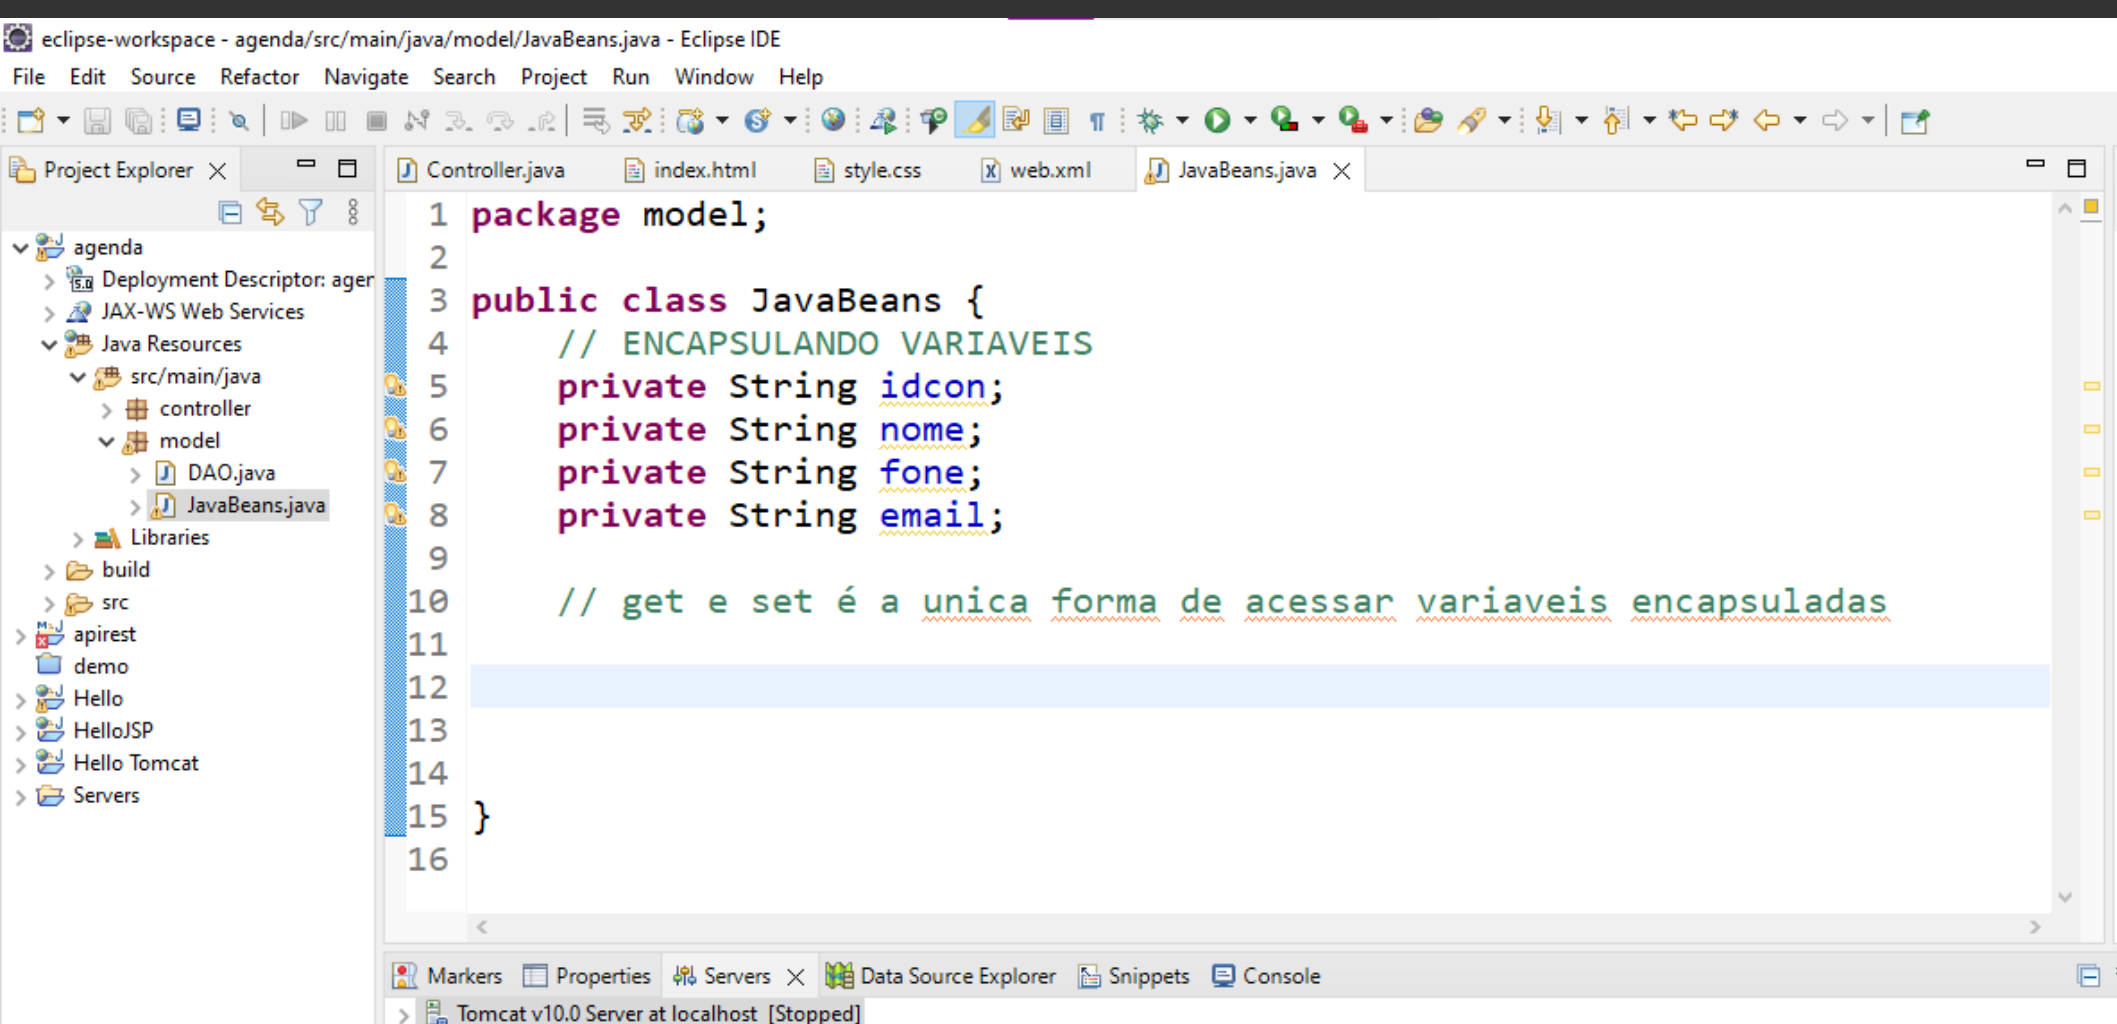 eclipse-workspace - agenda/src/main/java/model/JavaBeans.java - Eclipse IDE
File Edit Source Refactor Navigate Search Project Run Window Help
Project Explorer
Controller.java index.html style.css web.xml JavaBeans.java
agenda
Deployment Descriptor: agen
JAX-WS Web Services
Java Resources
src/main/java
controller
model
DAO.java
JavaBeans.java
Libraries
build
src
apirest
demo
Hello
HelloJSP
Hello Tomcat
Servers
1 package model;
2
3 public class JavaBeans {
4 // ENCAPSULANDO VARIAVEIS
5 private String idcon;
6 private String nome;
7 private String fone;
8 private String email;
9
10 // get e set é a unica forma de acessar variaveis encapsuladas
11
12
13
14
15 }
16
Markers Properties Servers Data Source Explorer Snippets Console
Tomcat v10.0 Server at localhost [Stopped]